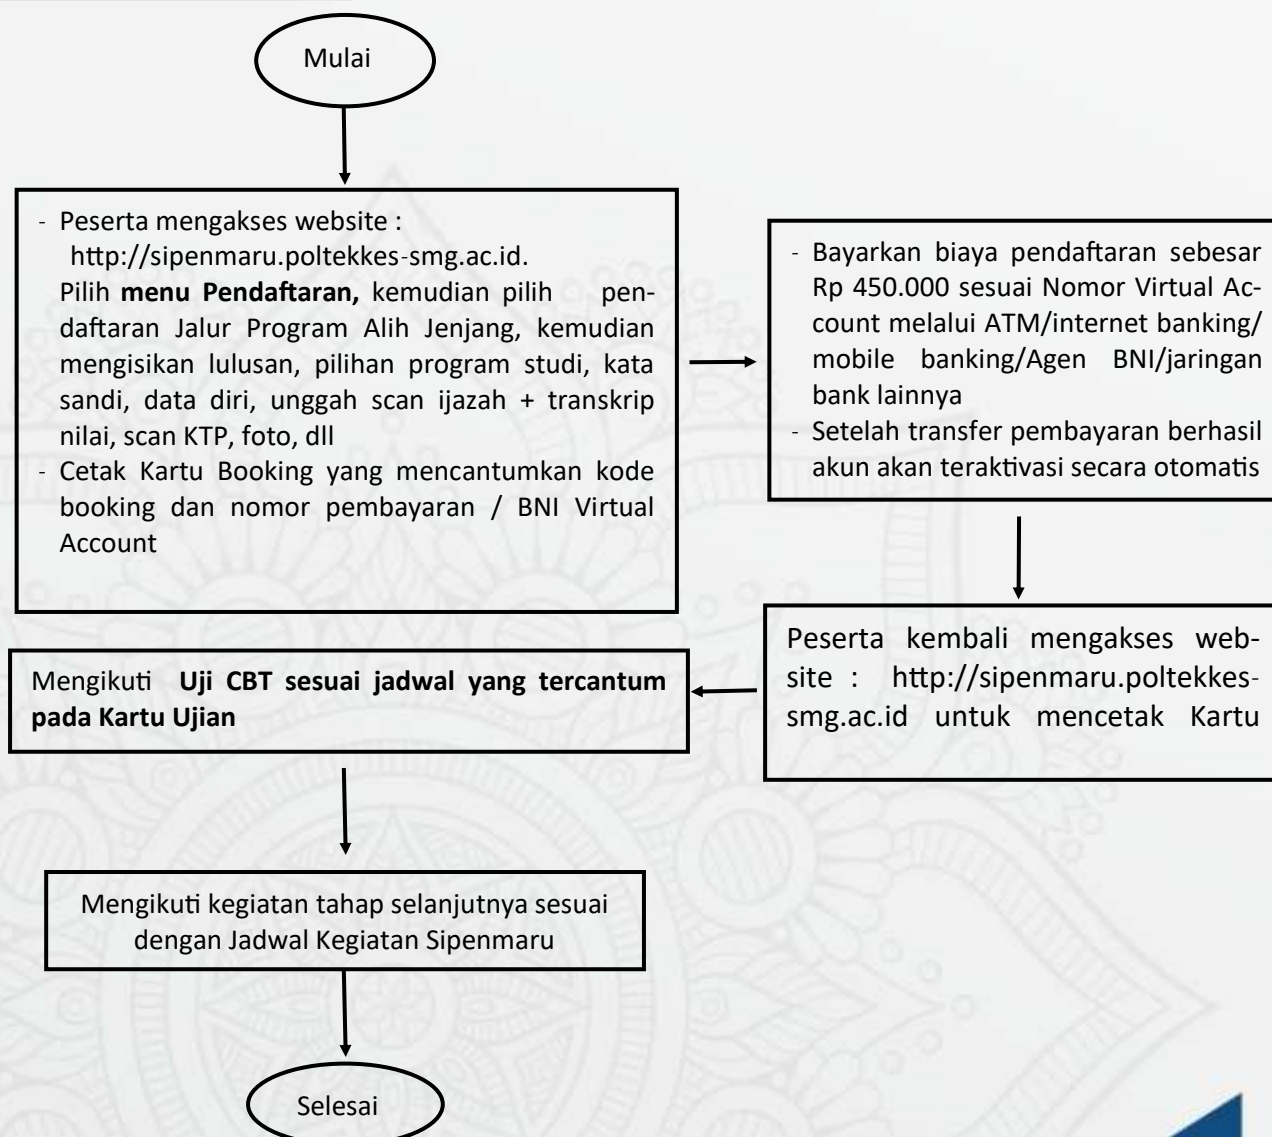 Mulai
- Peserta mengakses website :
http://sipenmaru.poltekkes-smg.ac.id.
Pilih menu Pendaftaran, kemudian pilih pen-
daftaran Jalur Program Alih Jenjang, kemudian
mengisikan lulusan, pilihan program studi, kata
sandi, data diri, unggah scan ijazah + transkrip
nilai, scan KTP, foto, dll
- Cetak Kartu Booking yang mencantumkan kode
booking dan nomor pembayaran / BNI Virtual
Account
- Bayarkan biaya pendaftaran sebesar
Rp 450.000 sesuai Nomor Virtual Ac-
count melalui ATM/internet banking/
mobile banking/Agen BNI/jaringan
bank lainnya
- Setelah transfer pembayaran berhasil
akun akan teraktivasi secara otomatis
Peserta kembali mengakses web-
site : http://sipenmaru.poltekkes-
smg.ac.id untuk mencetak Kartu
Mengikuti Uji CBT sesuai jadwal yang tercantum
pada Kartu Ujian
Mengikuti kegiatan tahap selanjutnya sesuai
dengan Jadwal Kegiatan Sipenmaru
Selesai